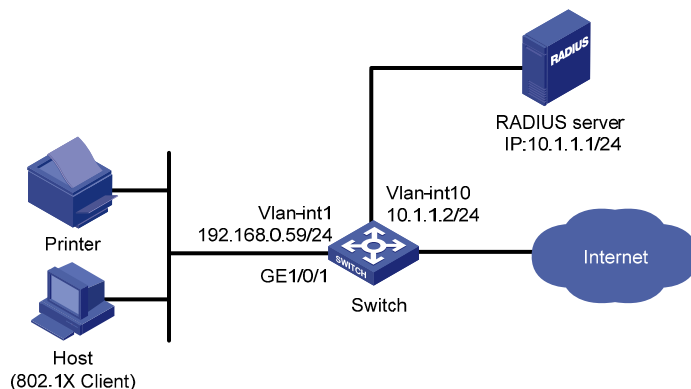 RADIUS
RADIUS server
IP:10.1.1.1/24
Vlan-int10
10.1.1.2/24
Vlan-int1
192.168.0.59/24
GE1/0/1
SWITCH
Switch
Internet
Printer
Host
(802.1X Client)